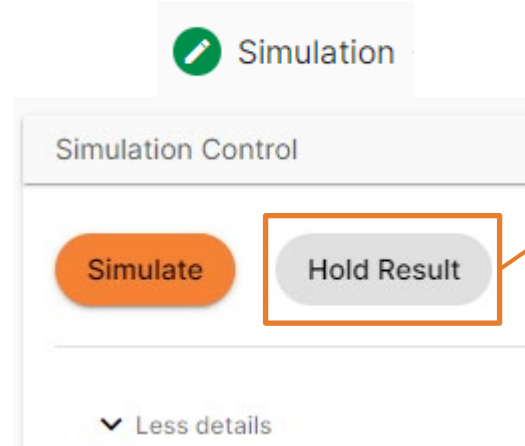 Simulation
Simulation Control
Simulate Hold Result
Less details